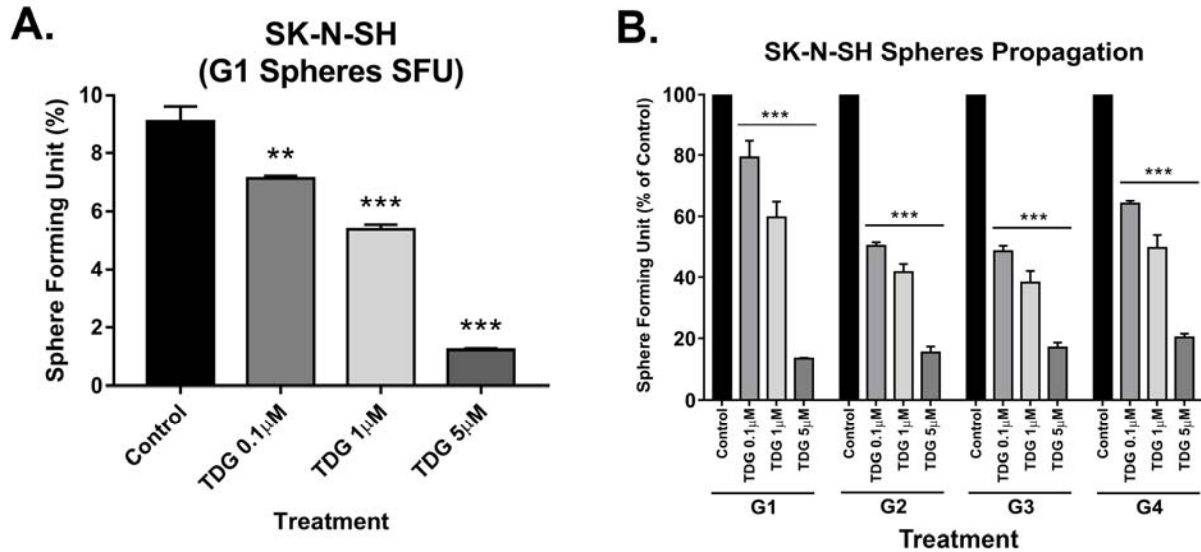 A.
SK-N-SH
(G1 Spheres SFU)
Sphere Forming Unit (%)
10
8
6
4
2
0
**
***
***
Control
TDG 0.1μM
TDG 1μM
TDG 5μM
Treatment
B.
SK-N-SH Spheres Propagation
Sphere Forming Unit (% of Control)
100
80
60
40
20
0
***
***
***
***
Control
TDG 0.1μM
TDG 1μM
TDG 5μM
Control
TDG 0.1μM
TDG 1μM
TDG 5μM
Control
TDG 0.1μM
TDG 1μM
TDG 5μM
Control
TDG 0.1μM
TDG 1μM
TDG 5μM
G1
G2
G3
G4
Treatment